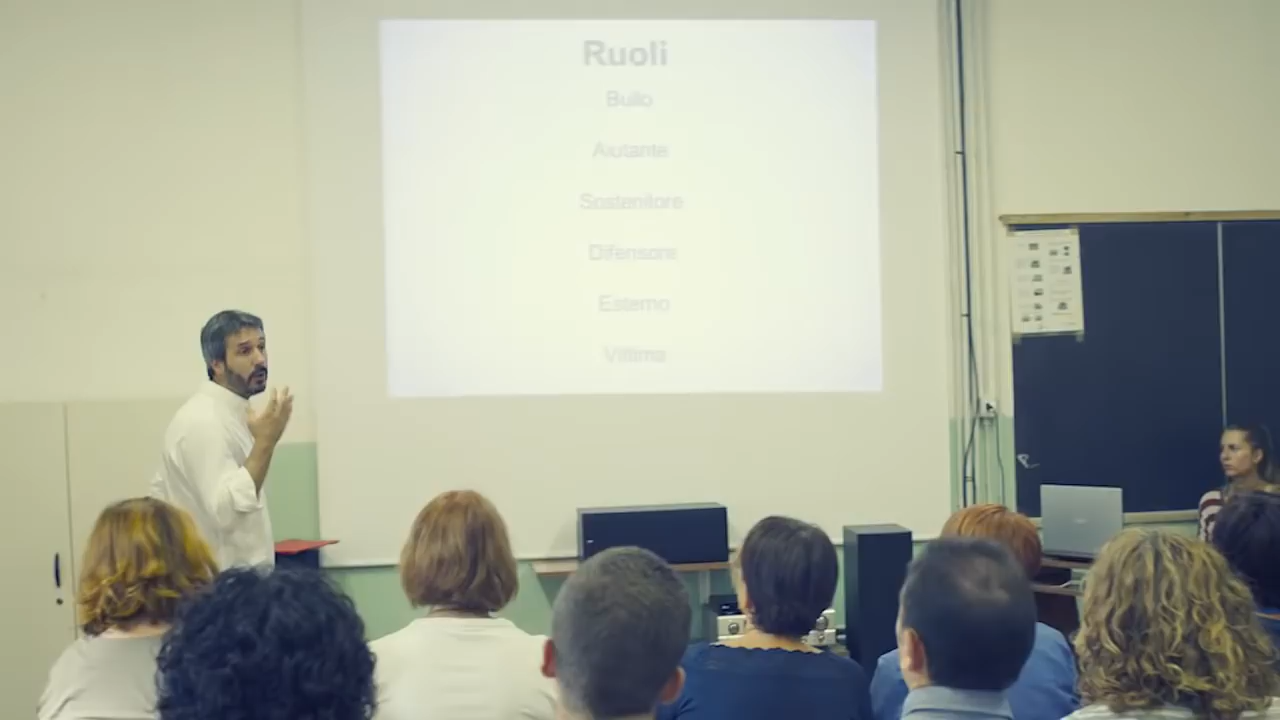 Ruoli
Bullo
Aiutante
Sostenitore
Difensore
Esterno
Vittima